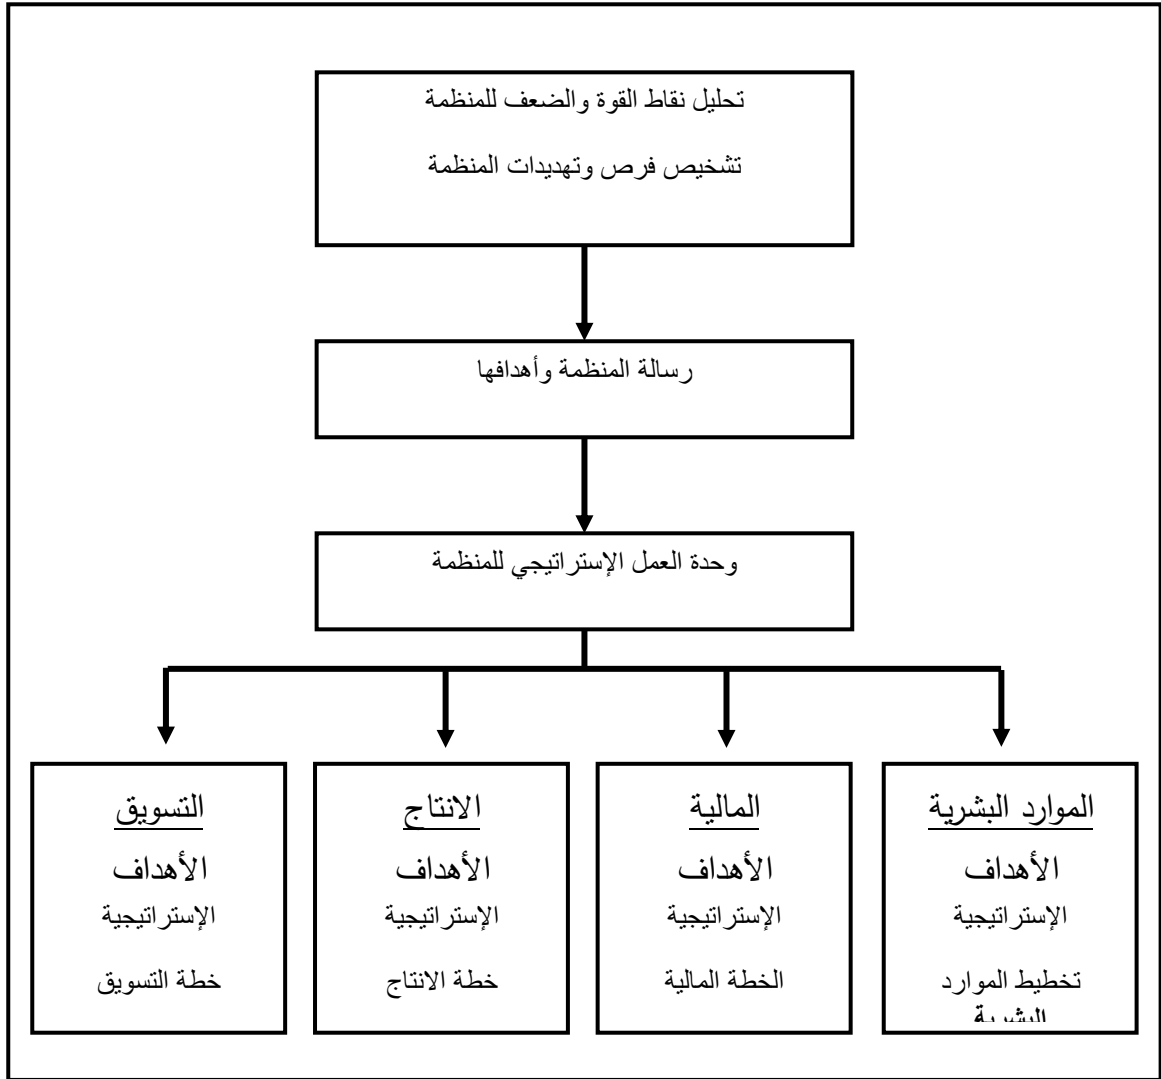 تحليل نقاط القوة والضعف للمنظمة
تشخيص فرص وتهديدات المنظمة
رسالة المنظمة وأهدافها
وحدة العمل الإستراتيجي للمنظمة
الموارد البشرية
الأهداف
الإستراتيجية
تخطيط الموارد
البشرية
المالية
الأهداف
الإستراتيجية
الخطة المالية
الانتاج
الأهداف
الإستراتيجية
خطة الانتاج
التسويق
الأهداف
الإستراتيجية
خطة التسويق